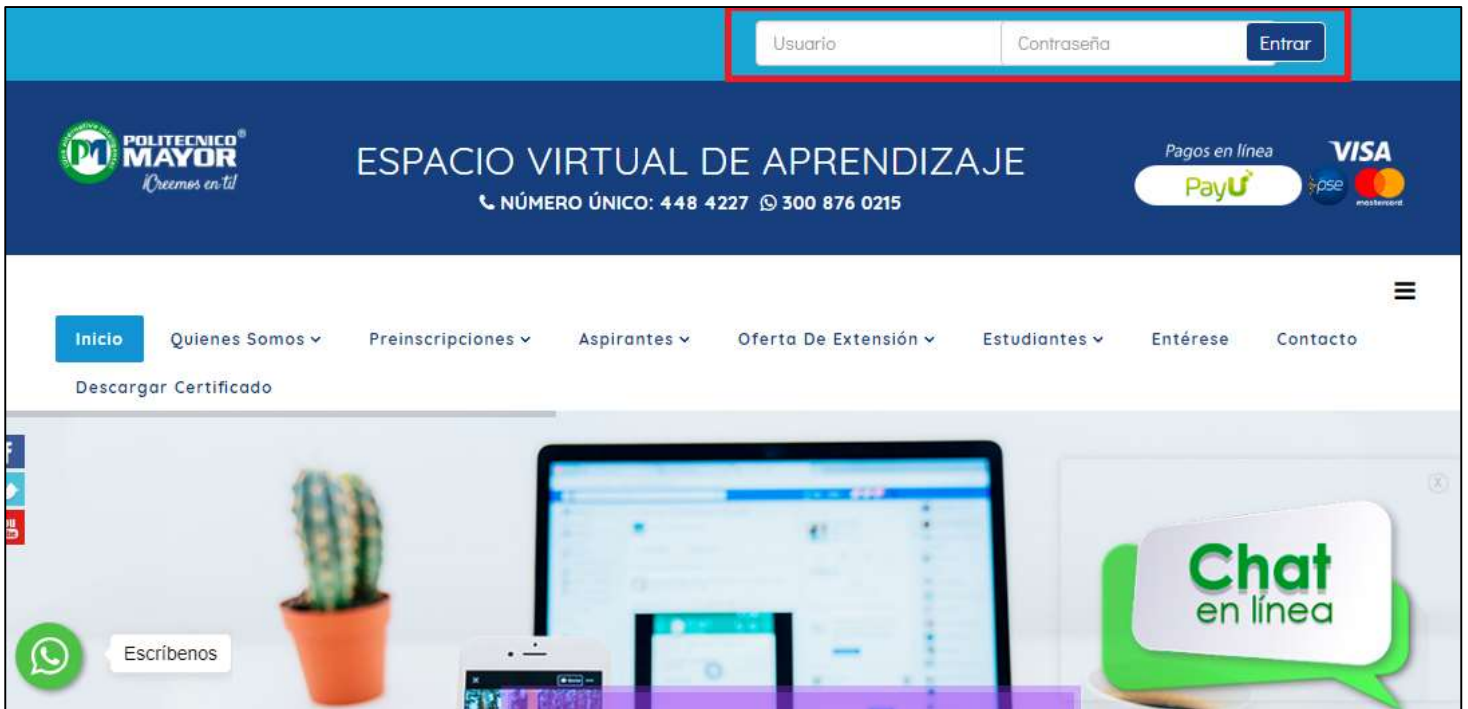 Usuario
Contraseña
Entrar
POLITECNICO®
MAYOR
¡Creemos en ti!
ESPACIO VIRTUAL DE APRENDIZAJE
NÚMERO ÚNICO: 448 4227 300 876 0215
Pagos en línea
VISA
PayU
pse
mastercard
Inicio Quienes Somos Preinscripciones Aspirantes Oferta De Extensión Estudiantes Entérese Contacto
Descargar Certificado
Chat
en línea
Escríbenos